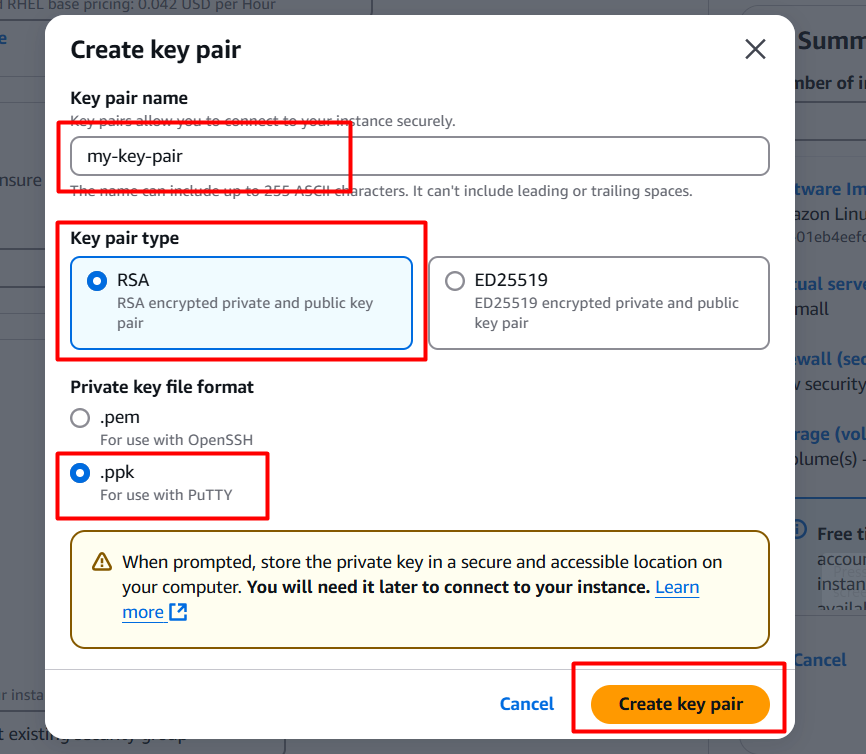 RHEL base pricing: 0.042 USD per Hour
Create key pair
Summ
Key pair name
mber of i
Key pairs allow you to connect to your instance securely.
my-key-pair
nsure
The name can include up to 255 ASCII characters. It can't include leading or trailing spaces.
tware Im
azon Linu
01eb4eef
Key pair type
RSA
RSA encrypted private and public key
pair
ED25519
ED25519 encrypted private and public
key pair
tual serve
mall
ewall (sec
w security
Private key file format
.pem
For use with OpenSSH
rage (vol
olume(s) -
.ppk
For use with PuTTY
Free ti
accoun
instan
availal
When prompted, store the private key in a secure and accessible location on
your computer. You will need it later to connect to your instance. Learn
more
Cancel
r insta
Cancel
Create key pair
t existing security group